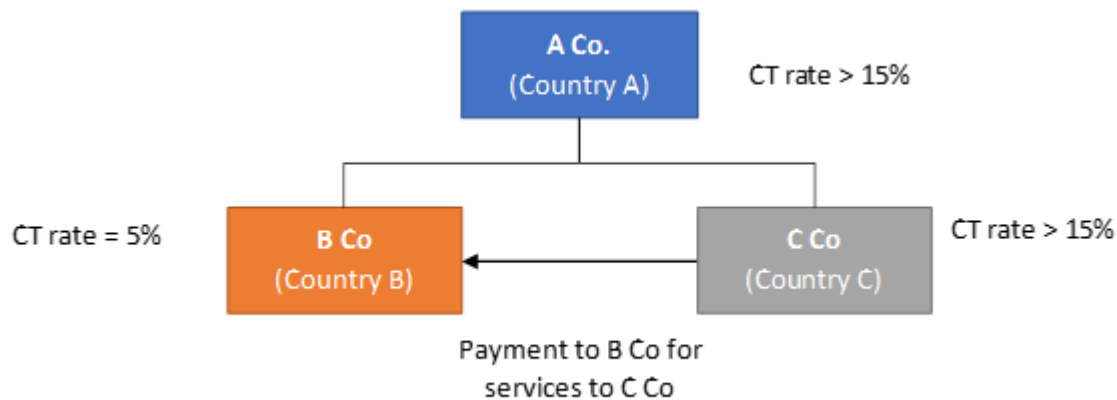 A Co.
(Country A)
CT rate > 15%
CT rate = 5%
B Co
(Country B)
C Co
(Country C)
CT rate > 15%
Payment to B Co for
services to C Co